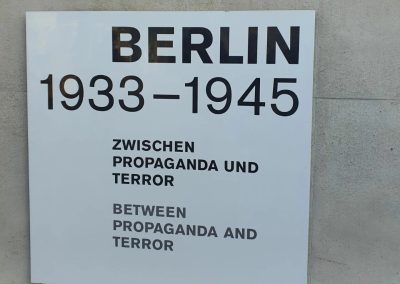 BERLIN
1933–1945
ZWISCHEN
PROPAGANDA UND
TERROR
BETWEEN
PROPAGANDA AND
TERROR